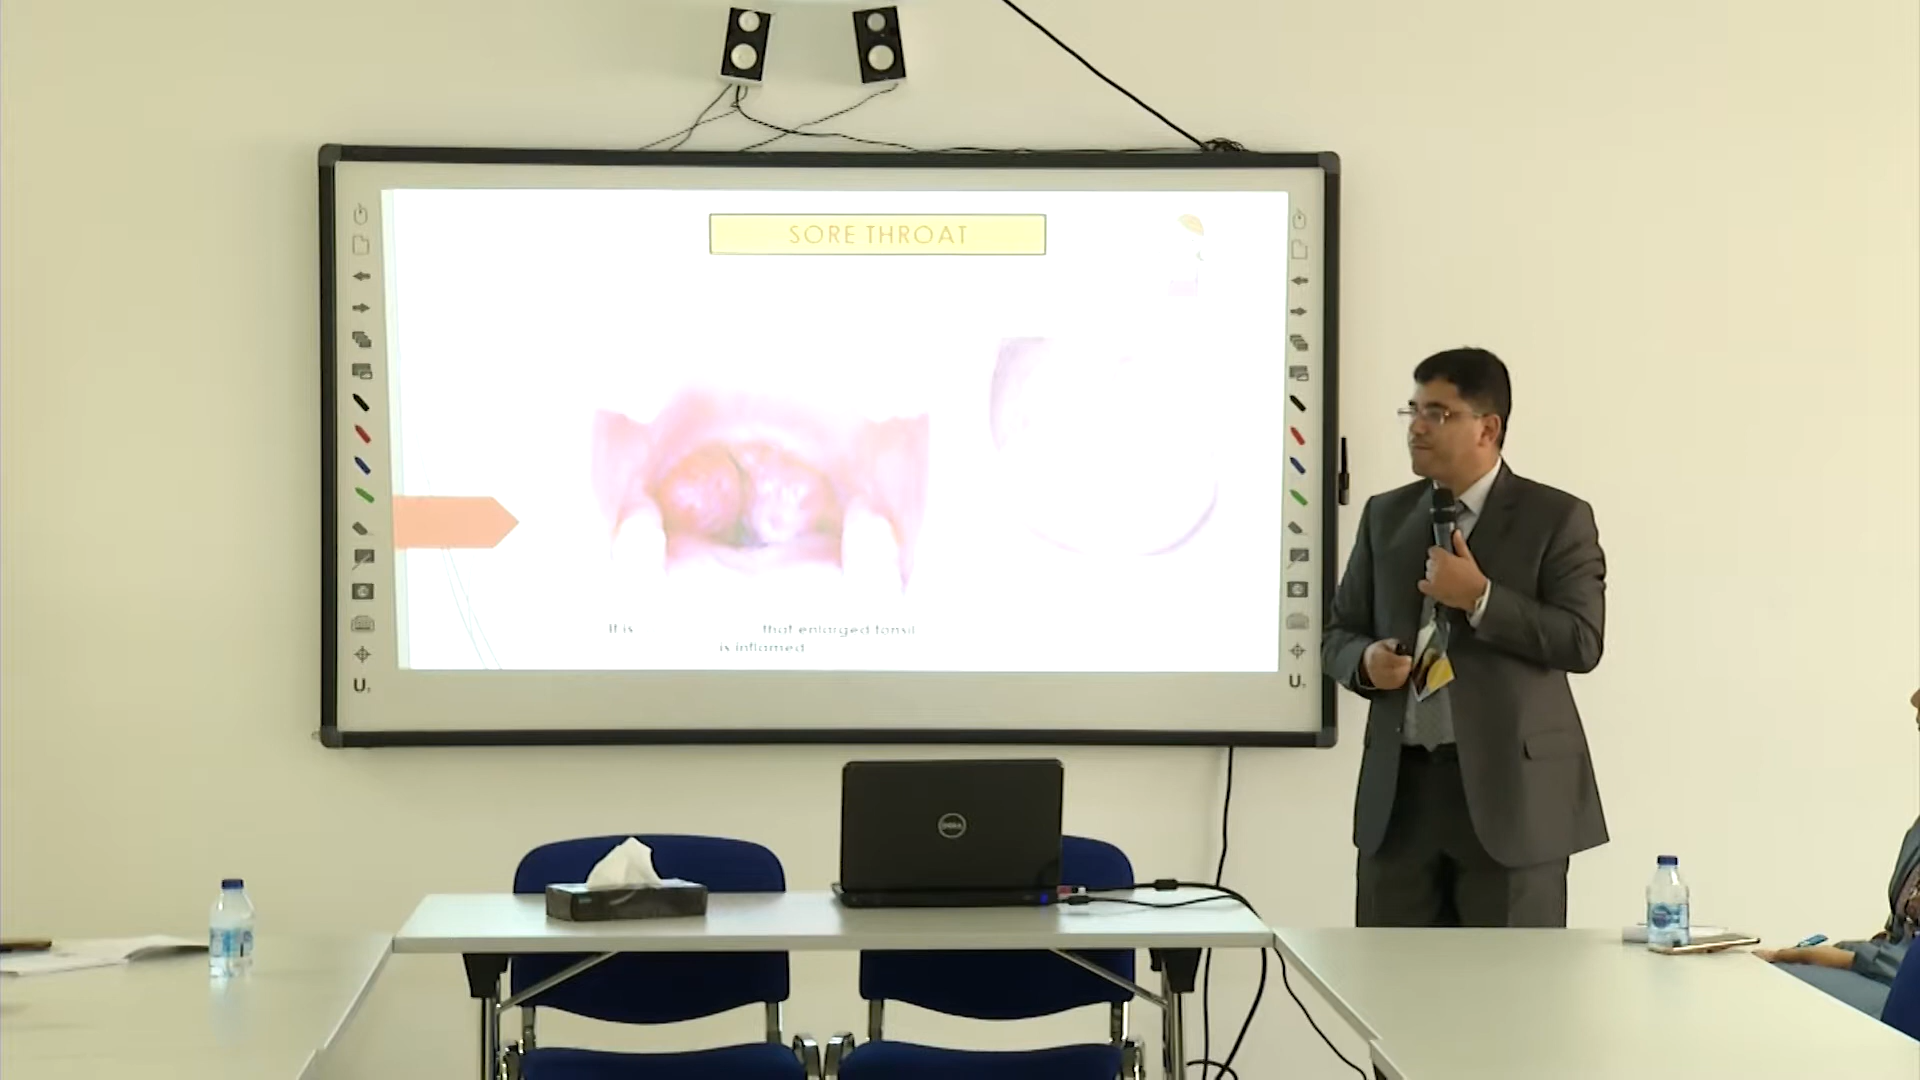 SORE THROAT
It is that enlarged tonsil
is inflamed
DELL